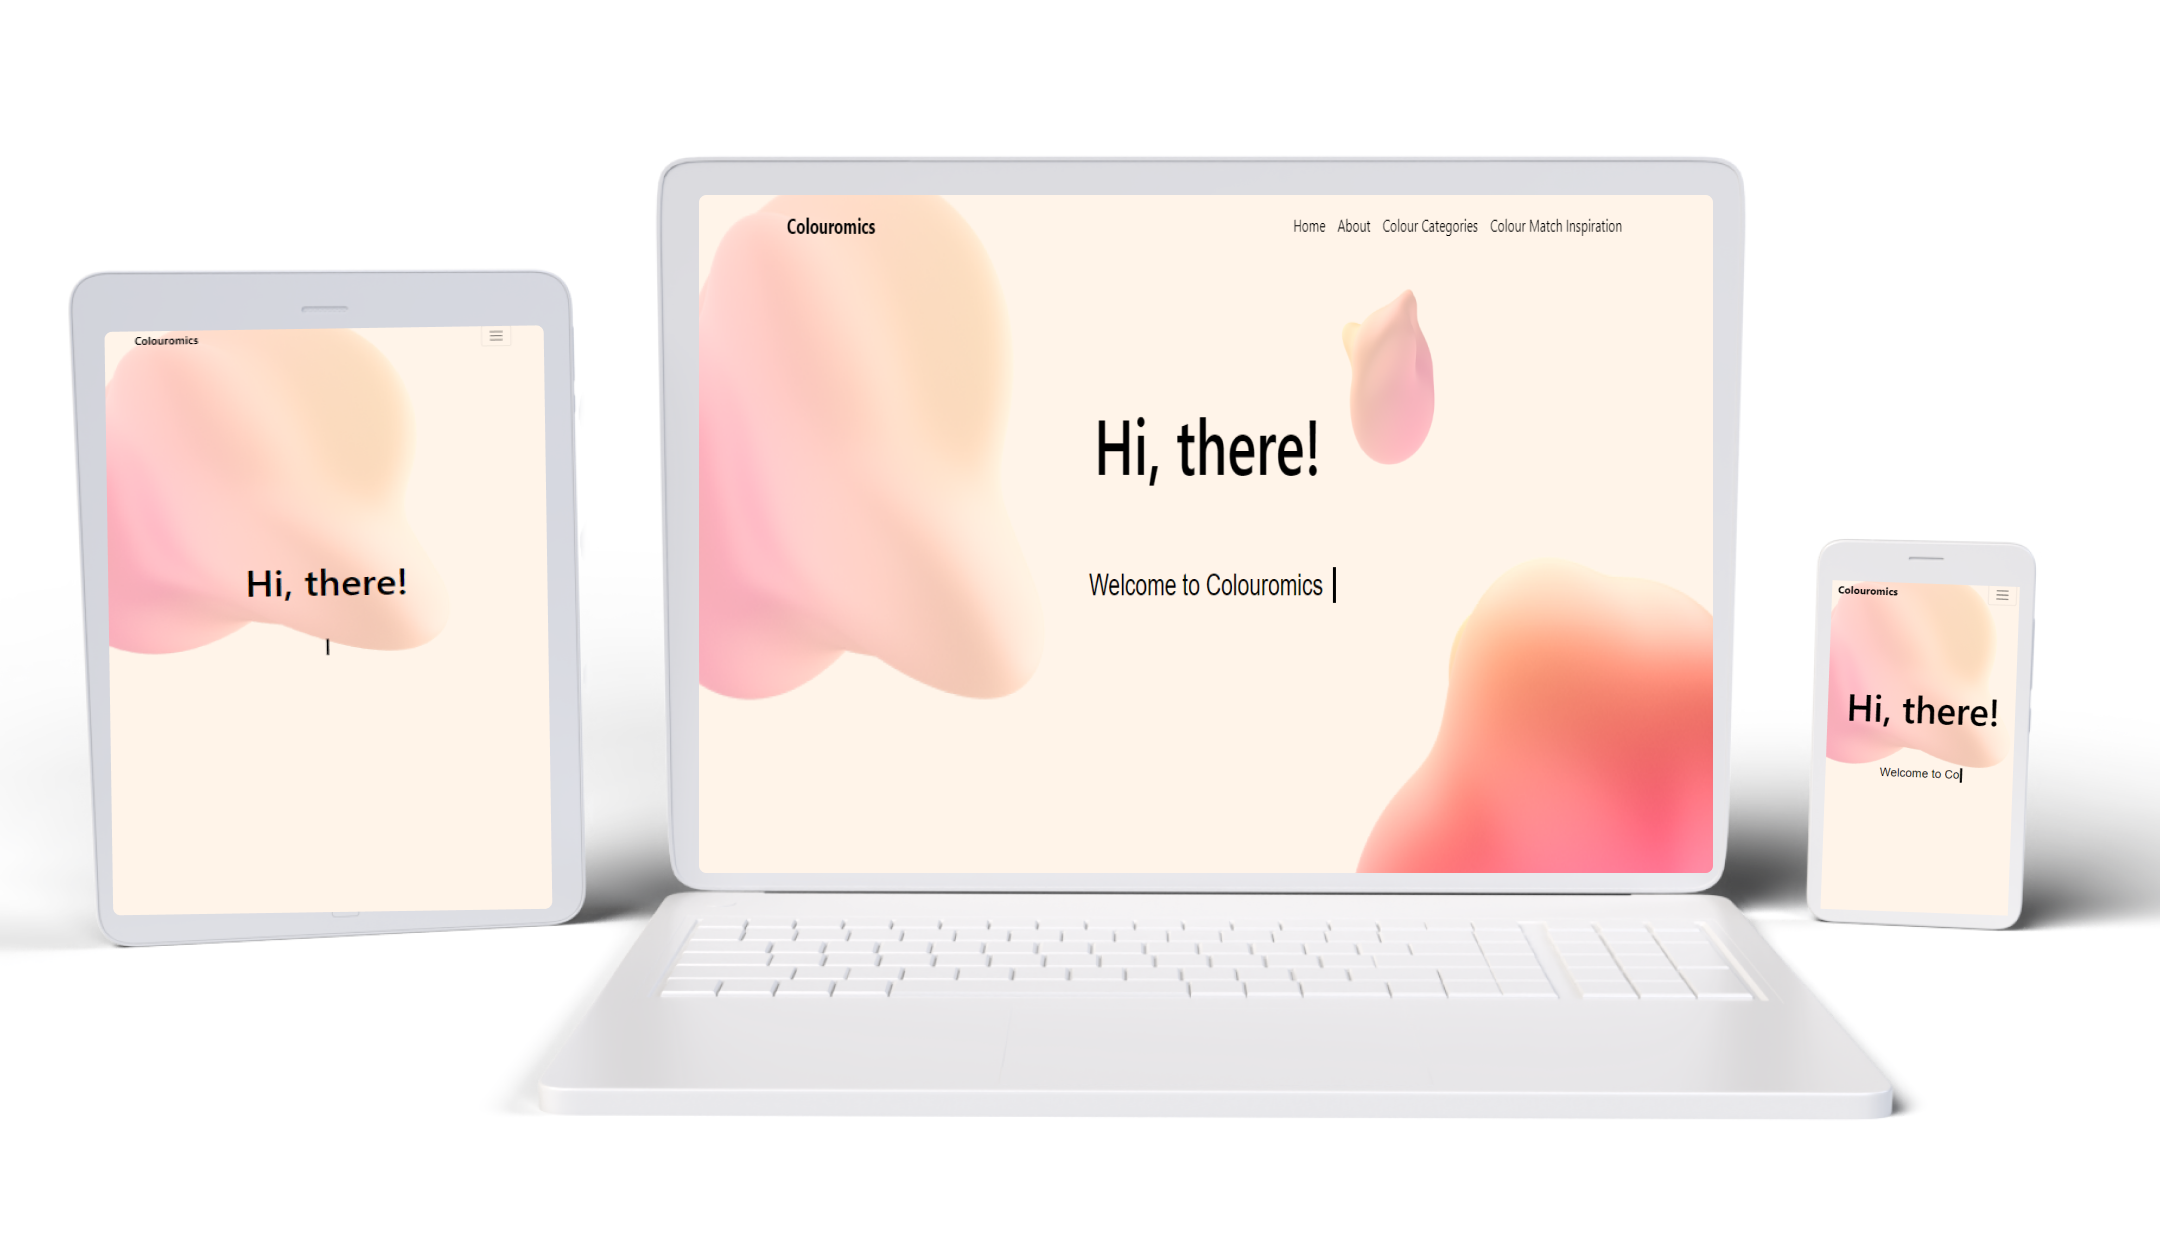 Colouromics
Hi, there!
Colouromics
Home About Colour Categories Colour Match Inspiration
Hi, there!
Welcome to Colouromics
Colouromics
Hi, there!
Welcome to Co